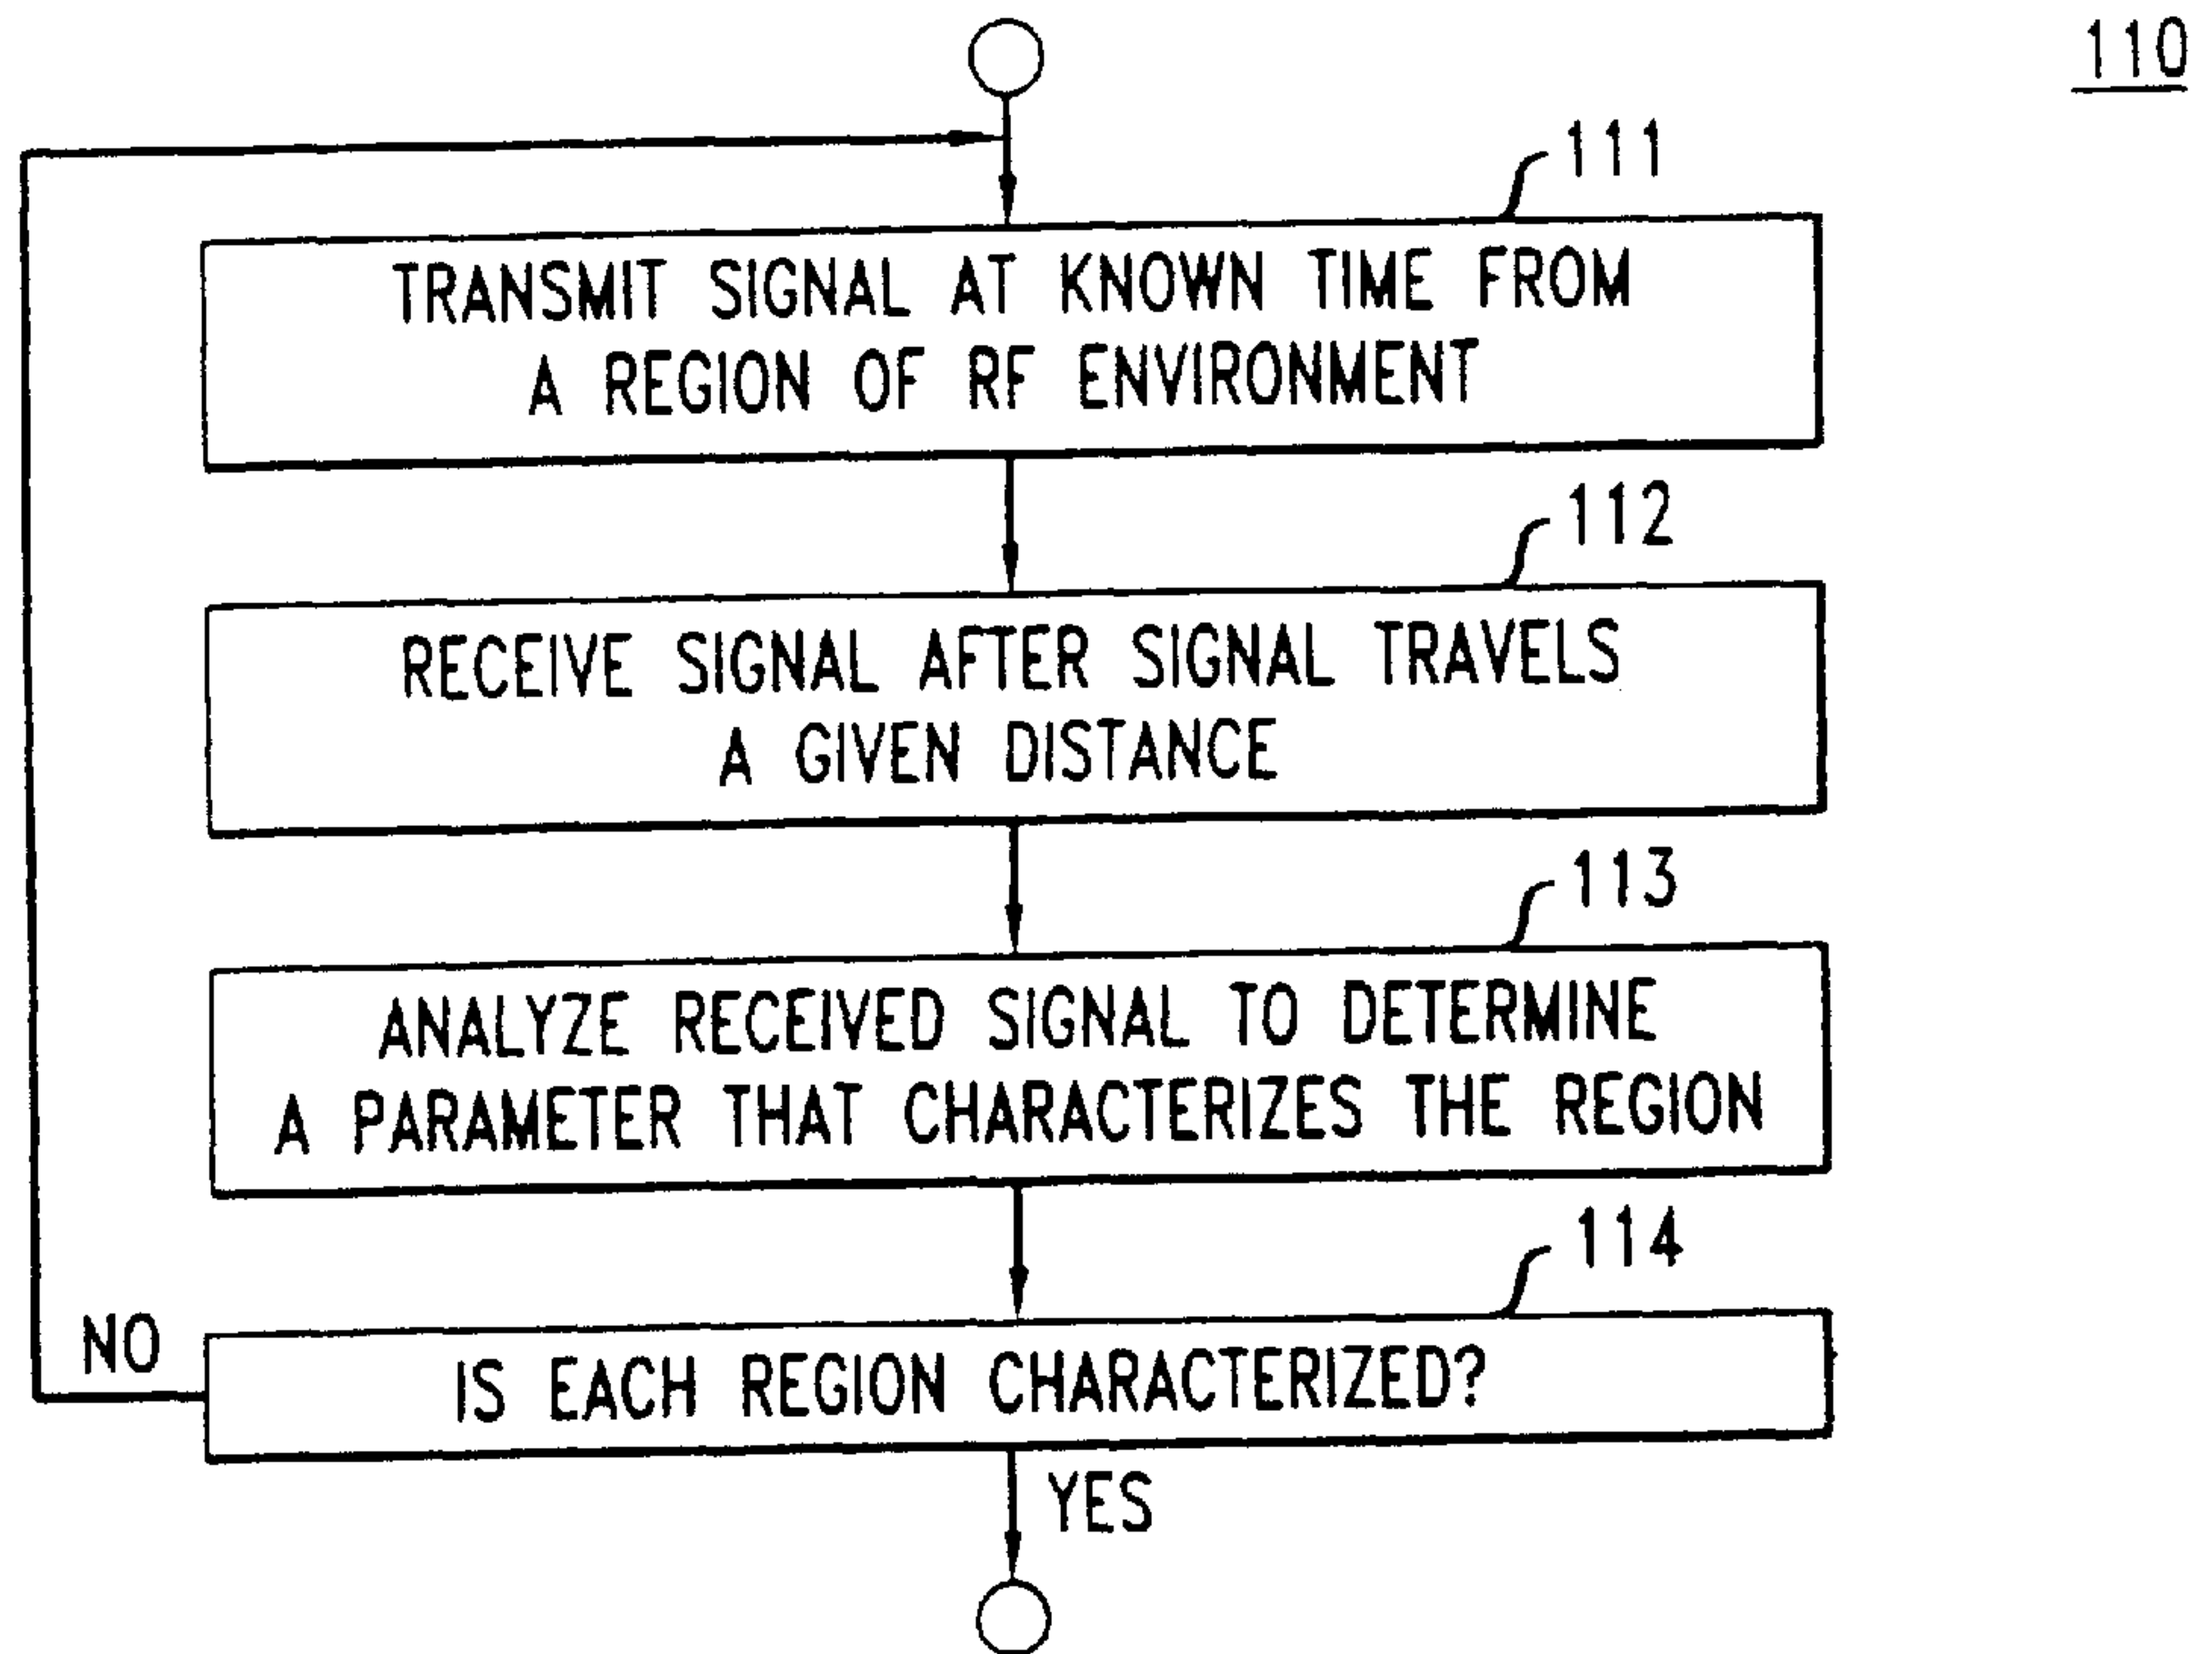 110
111
TRANSMIT SIGNAL AT KNOWN TIME FROM
A REGION OF RF ENVIRONMENT
112
RECEIVE SIGNAL AFTER SIGNAL TRAVELS
A GIVEN DISTANCE
113
ANALYZE RECEIVED SIGNAL TO DETERMINE
A PARAMETER THAT CHARACTERIZES THE REGION
114
NO
IS EACH REGION CHARACTERIZED?
YES